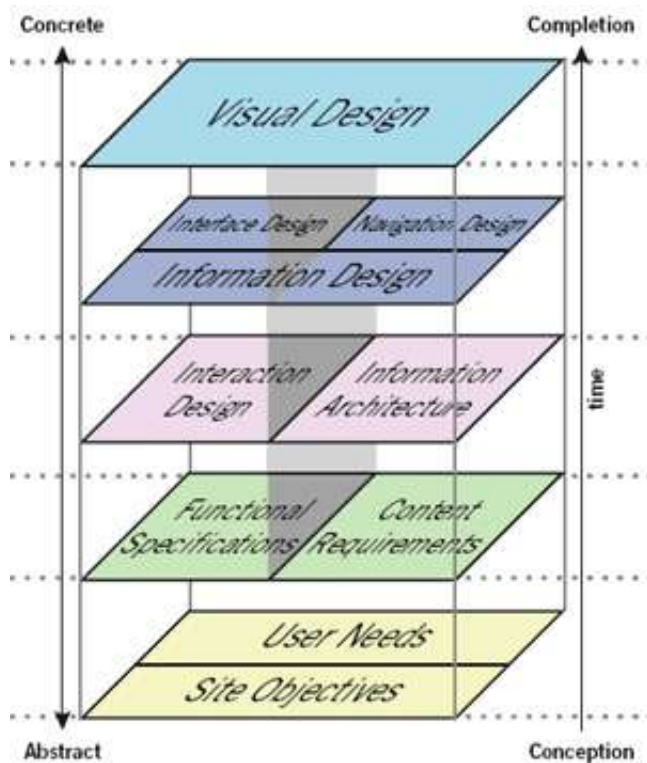 Concrete
Completion
Visual Design
Interface Design
Navigation Design
Information Design
Interaction
Design
Information
Architecture
time
Functional
Specifications
Content
Requirements
User Needs
Site Objectives
Abstract
Conception